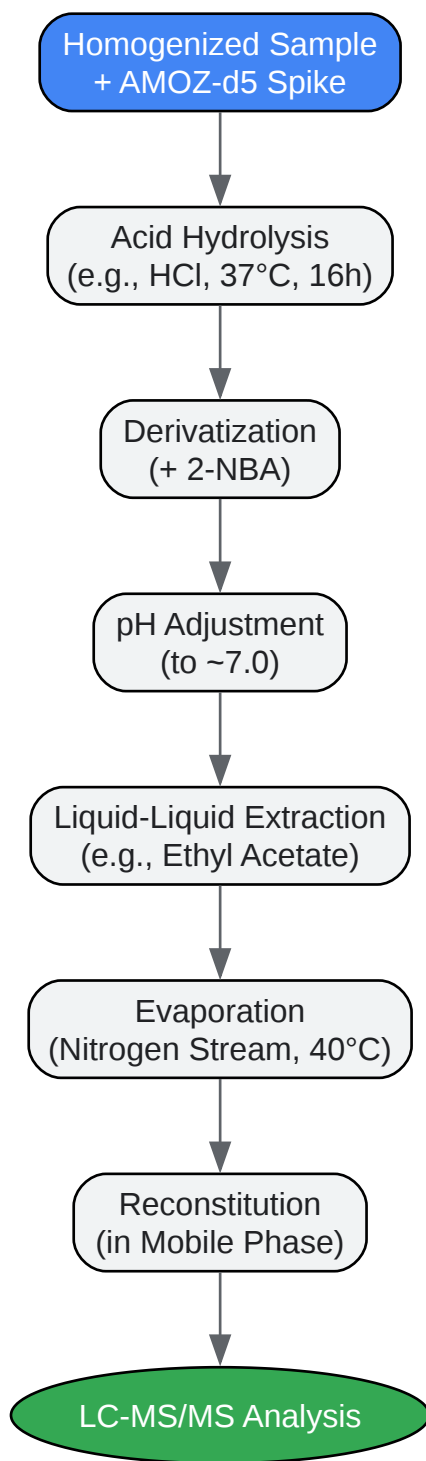 Homogenized Sample
+ AMOZ-d5 Spike
Acid Hydrolysis
(e.g., HCl, 37°C, 16h)
Derivatization
(+ 2-NBA)
pH Adjustment
(to ~7.0)
Liquid-Liquid Extraction
(e.g., Ethyl Acetate)
Evaporation
(Nitrogen Stream, 40°C)
Reconstitution
(in Mobile Phase)
LC-MS/MS Analysis